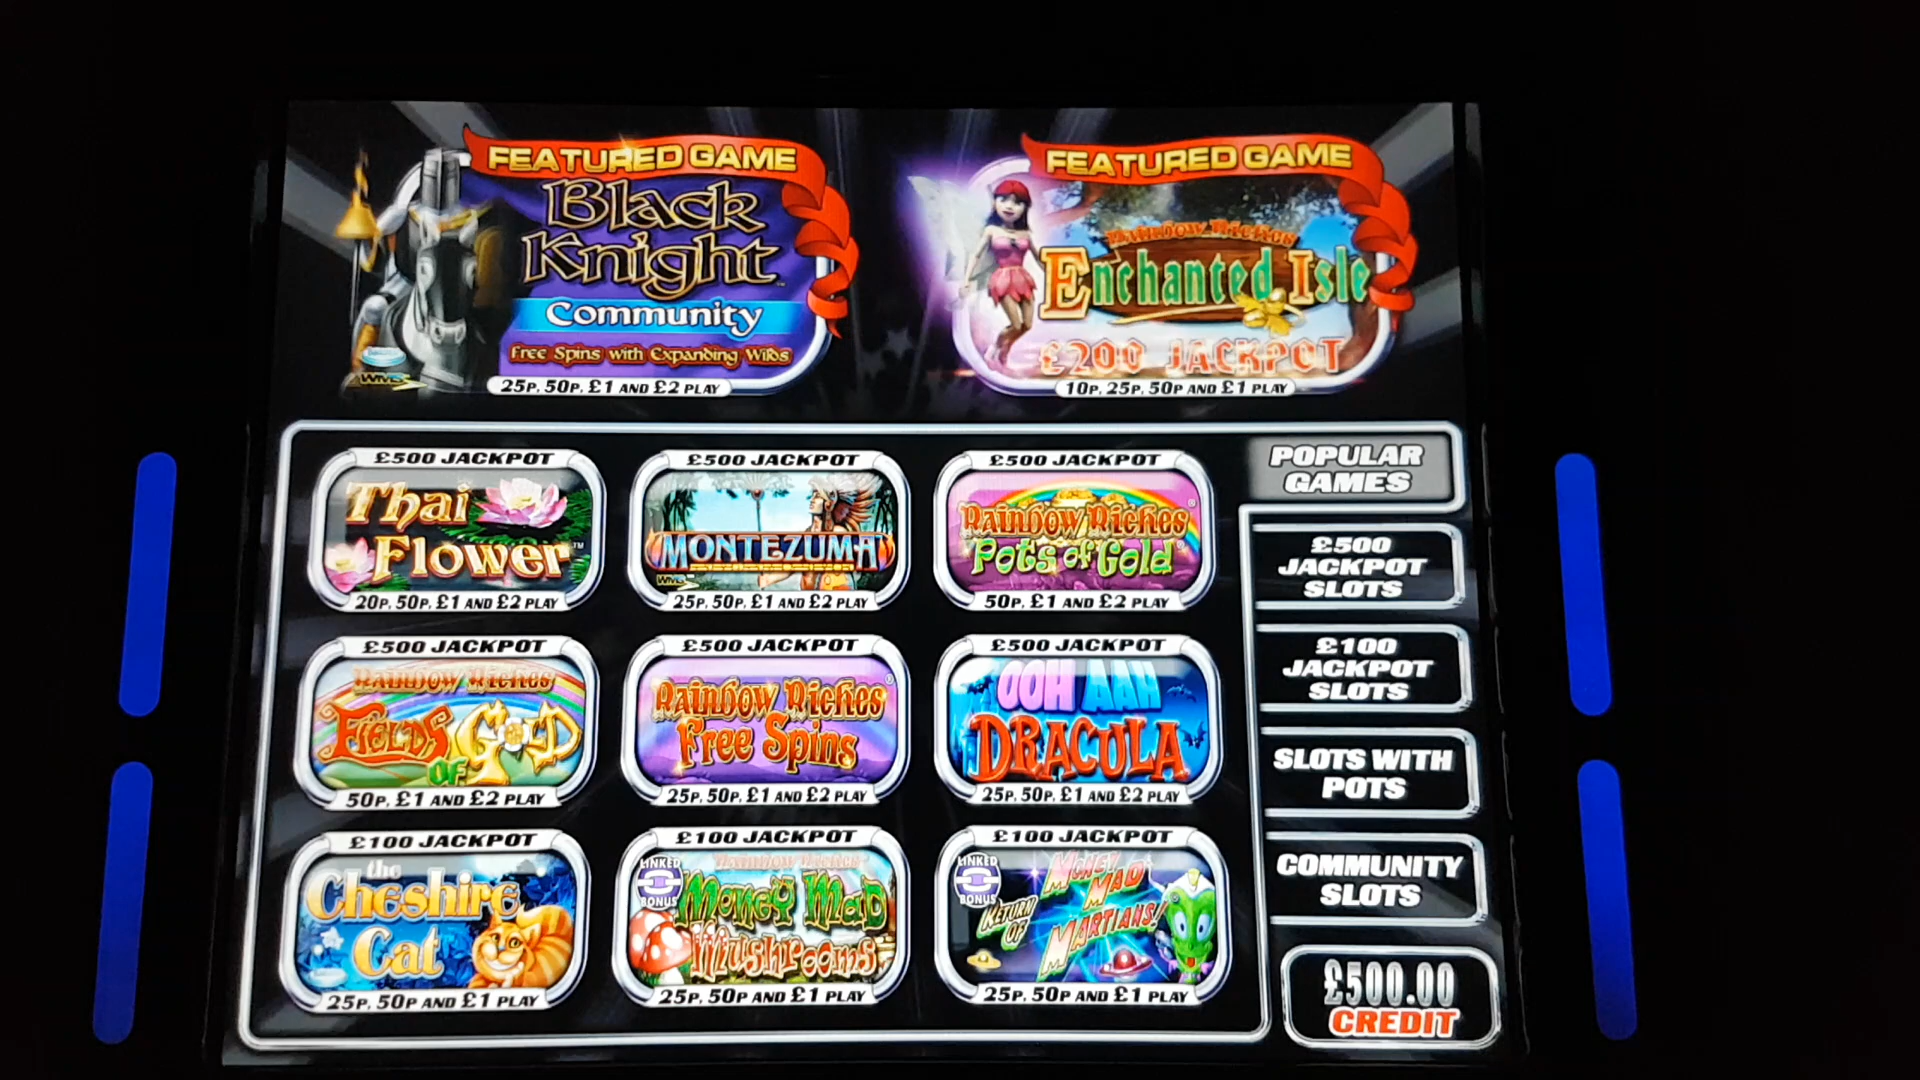 FEATURED GAME
Black
Knight
Community
Free Spins with Expanding Wilds
WMS
25P, 50P, £1 AND £2 PLAY
FEATURED GAME
Rainbow Riches
Enchanted Isle
£200 JACKPOT
10P, 25P, 50P AND £1 PLAY
£500 JACKPOT
Thai
Flower™
20P, 50P, £1 AND £2 PLAY
£500 JACKPOT
MONTEZUMA
WMS
25P, 50P, £1 AND £2 PLAY
£500 JACKPOT
Rainbow Riches®
Pots of Gold®
50P, £1 AND £2 PLAY
£500 JACKPOT
Rainbow Riches
FIELDS
OF GOLD
50P, £1 AND £2 PLAY
£500 JACKPOT
Rainbow Riches®
Free Spins
25P, 50P, £1 AND £2 PLAY
£500 JACKPOT
OOH AAH
DRACULA
25P, 50P, £1 AND £2 PLAY
£100 JACKPOT
the
Cheshire
Cat
25P, 50P AND £1 PLAY
£100 JACKPOT
LINKED
BONUS
Rainbow Riches
Money Mad
Mushrooms
25P, 50P AND £1 PLAY
£100 JACKPOT
LINKED
BONUS
RETURN
OF
MONEY
MAD
MARTIANS!
25P, 50P AND £1 PLAY
POPULAR
GAMES
£500
JACKPOT
SLOTS
£100
JACKPOT
SLOTS
SLOTS WITH
POTS
COMMUNITY
SLOTS
£500.00
CREDIT